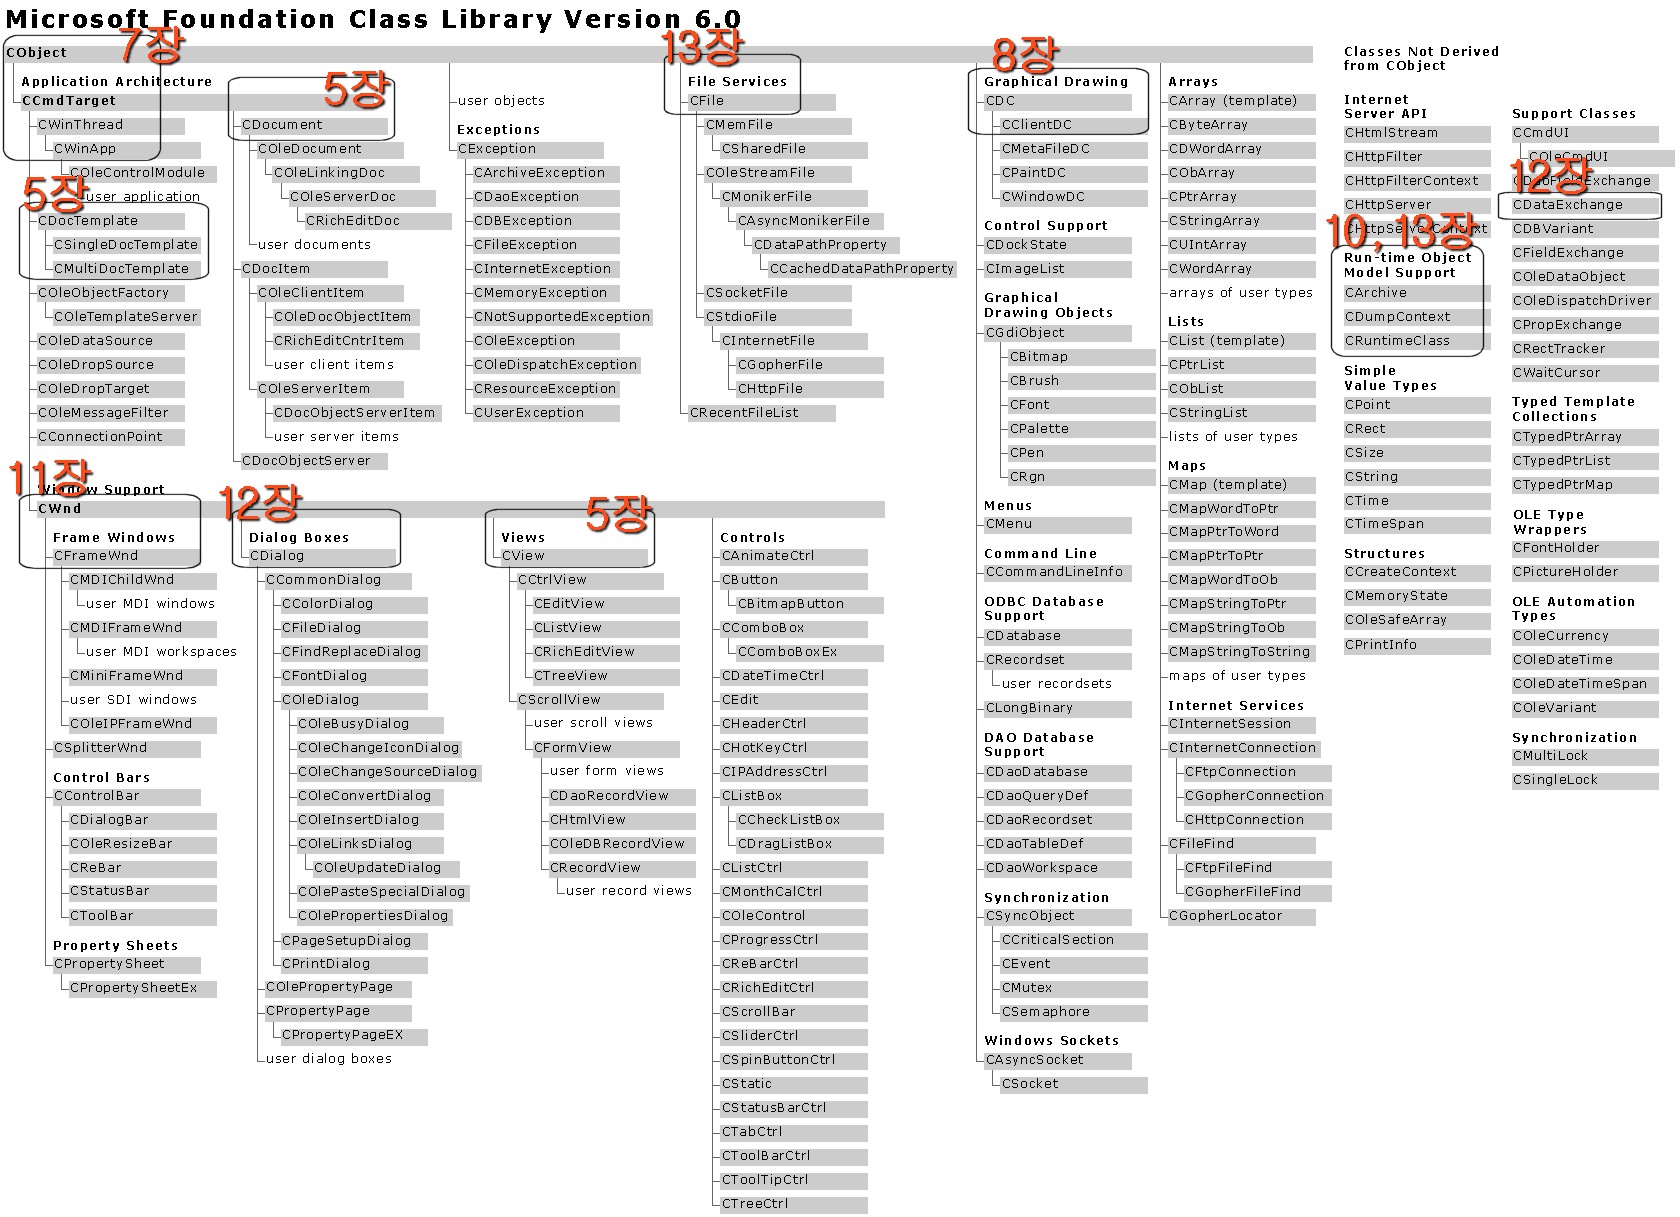 Microsoft Foundation Class Library Version 6.0
CObject
7장
Application Architecture
CCmdTarget
CWinThread
CWinApp
COleControlModule
user application
5장
CDocTemplate
CSingleDocTemplate
CMultiDocTemplate
COleObjectFactory
COleTemplateServer
COleDataSource
COleDropSource
COleDropTarget
COleMessageFilter
CConnectionPoint
5장
CDocument
COleDocument
COleLinkingDoc
COleServerDoc
CRichEditDoc
user documents
CDocItem
COleClientItem
COleDocObjectItem
CRichEditCntrItem
user client items
COleServerItem
CDocObjectServerItem
user server items
CDocObjectServer
user objects
Exceptions
CException
CArchiveException
CDaoException
CDBException
CFileException
CInternetException
CMemoryException
CNotSupportedException
COleException
COleDispatchException
CResourceException
CUserException
13장
File Services
CFile
CMemFile
CSharedFile
COleStreamFile
CMonikerFile
CAsyncMonikerFile
CDataPathProperty
CCachedDataPathProperty
CSocketFile
CStdioFile
CInternetFile
CGopherFile
CHttpFile
CRecentFileList
11장
Window Support
CWnd
Frame Windows
CFrameWnd
CMDIChildWnd
user MDI windows
CMDIFrameWnd
user MDI workspaces
CMiniFrameWnd
user SDI windows
COleIPFrameWnd
CSplitterWnd
Control Bars
CControlBar
CDialogBar
COleResizeBar
CReBar
CStatusBar
CToolBar
Property Sheets
CPropertySheet
CPropertySheetEx
12장
Dialog Boxes
CDialog
CCommonDialog
CColorDialog
CFileDialog
CFindReplaceDialog
CFontDialog
COleDialog
COleBusyDialog
COleChangeIconDialog
COleChangeSourceDialog
COleConvertDialog
COleInsertDialog
COleLinksDialog
COleUpdateDialog
COlePasteSpecialDialog
COlePropertiesDialog
CPageSetupDialog
CPrintDialog
COlePropertyPage
CPropertyPage
CPropertyPageEX
user dialog boxes
5장
Views
CView
CCtrlView
CEditView
CListView
CRichEditView
CTreeView
CScrollView
user scroll views
CFormView
user form views
CDaoRecordView
CHtmlView
COleDBRecordView
CRecordView
user record views
Controls
CAnimateCtrl
CButton
CBitmapButton
CComboBox
CComboBoxEx
CDateTimeCtrl
CEdit
CHeaderCtrl
CHotKeyCtrl
CIPAddressCtrl
CListBox
CCheckListBox
CDragListBox
CListCtrl
CMonthCalCtrl
COleControl
CProgressCtrl
CReBarCtrl
CRichEditCtrl
CScrollBar
CSliderCtrl
CSpinButtonCtrl
CStatic
CStatusBarCtrl
CTabCtrl
CToolBarCtrl
CToolTipCtrl
CTreeCtrl
8장
Graphical Drawing
CDC
CClientDC
CMetaFileDC
CPaintDC
CWindowDC
Control Support
CDockState
CImageList
Graphical
Drawing Objects
CGdiObject
CBitmap
CBrush
CFont
CPalette
CPen
CRgn
Menus
CMenu
Command Line
CCommandLineInfo
ODBC Database
Support
CDatabase
CRecordset
user recordsets
CLongBinary
DAO Database
Support
CDaoDatabase
CDaoQueryDef
CDaoRecordset
CDaoTableDef
CDaoWorkspace
Synchronization
CSyncObject
CCriticalSection
CEvent
CMutex
CSemaphore
Windows Sockets
CAsyncSocket
CSocket
Arrays
CArray (template)
CByteArray
CDWordArray
CObArray
CPtrArray
CStringArray
CUIntArray
CWordArray
arrays of user types
Lists
CList (template)
CPtrList
CObList
CStringList
lists of user types
Maps
CMap (template)
CMapWordToPtr
CMapPtrToWord
CMapPtrToPtr
CMapWordToOb
CMapStringToPtr
CMapStringToOb
CMapStringToString
maps of user types
Internet Services
CInternetSession
CInternetConnection
CFtpConnection
CGopherConnection
CHttpConnection
CFileFind
CFtpFileFind
CGopherFileFind
CGopherLocator
Classes Not Derived
from CObject
Internet
Server API
CHtmlStream
CHttpFilter
CHttpFilterContext
CHttpServer
CHttpServerContext
10, 13장
Run-time Object
Model Support
CArchive
CDumpContext
CRuntimeClass
Simple
Value Types
CPoint
CRect
CSize
CString
CTime
CTimeSpan
Structures
CCreateContext
CMemoryState
COleSafeArray
CPrintInfo
Support Classes
CCmdUI
COleCmdUI
12장
CDaoFieldExchange
CDataExchange
CDBVariant
CFieldExchange
COleDataObject
COleDispatchDriver
CPropExchange
CRectTracker
CWaitCursor
Typed Template
Collections
CTypedPtrArray
CTypedPtrList
CTypedPtrMap
OLE Type
Wrappers
CFontHolder
CPictureHolder
OLE Automation
Types
COleCurrency
COleDateTime
COleDateTimeSpan
COleVariant
Synchronization
CMultiLock
CSingleLock